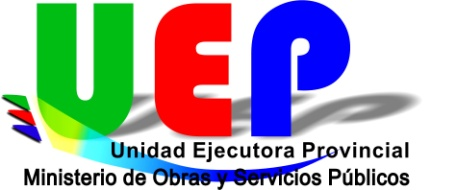 UEP
Unidad Ejecutora Provincial
Ministerio de Obras y Servicios Públicos